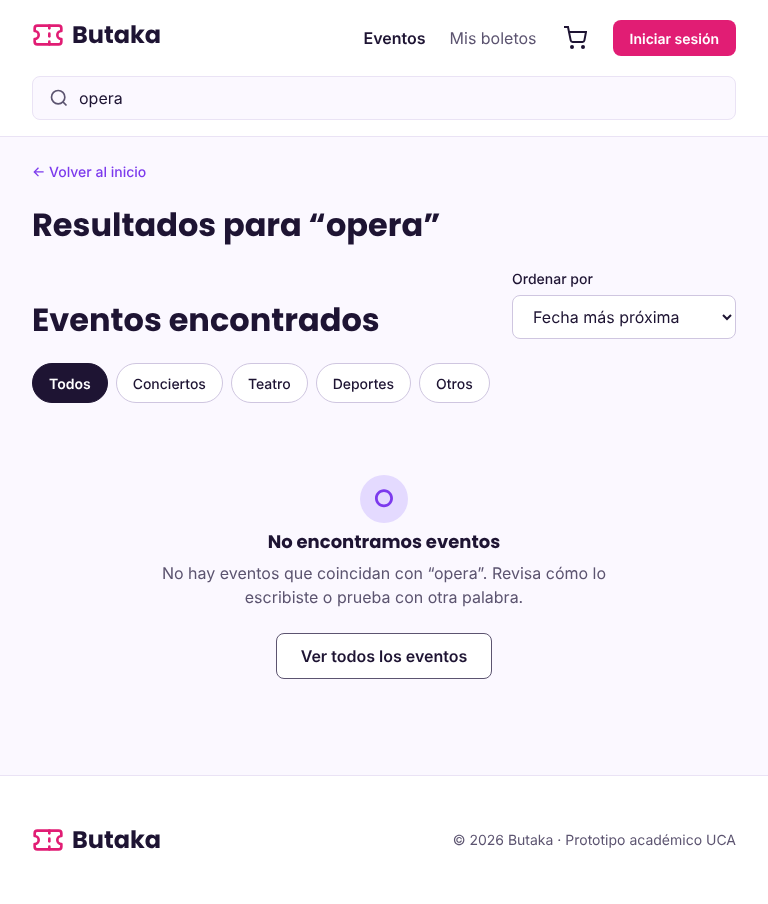 Butaka
Eventos
Mis boletos
Iniciar sesión
opera
← Volver al inicio
Resultados para “opera”
Ordenar por
Eventos encontrados
Fecha más próxima
Todos
Conciertos
Teatro
Deportes
Otros
No encontramos eventos
No hay eventos que coincidan con “opera”. Revisa cómo lo
escribiste o prueba con otra palabra.
Ver todos los eventos
Butaka
© 2026 Butaka · Prototipo académico UCA